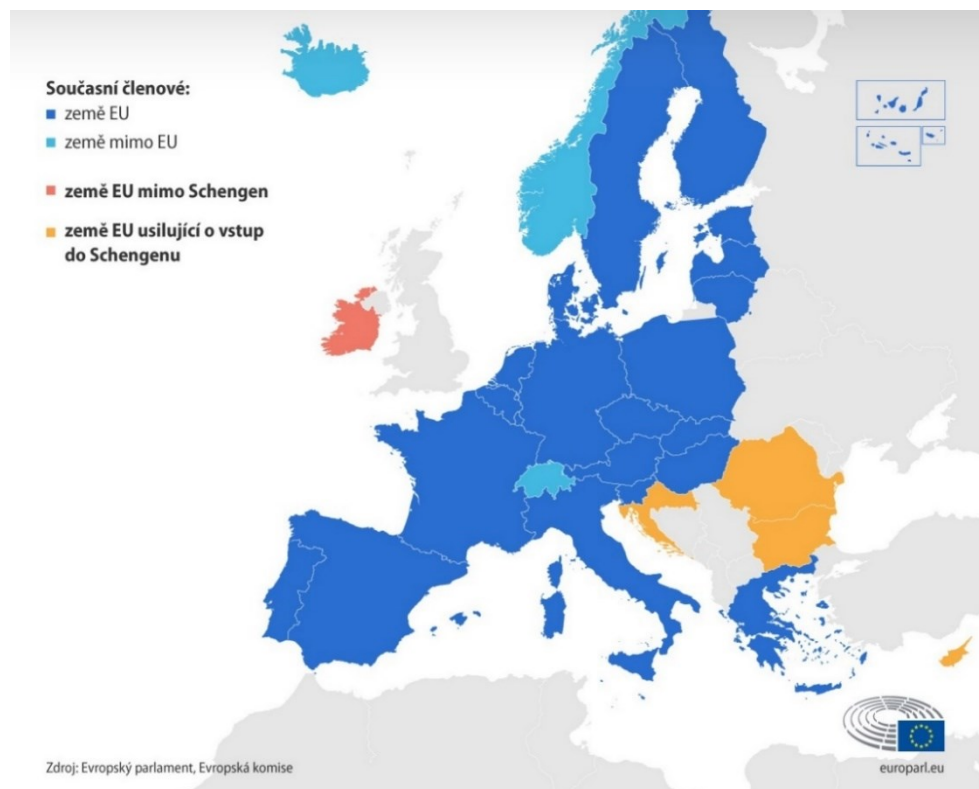 Současní členové:
země EU
země mimo EU
země EU mimo Schengen
země EU usilující o vstup
do Schengenu
Zdroj: Evropský parlament, Evropská komise
europarl.eu